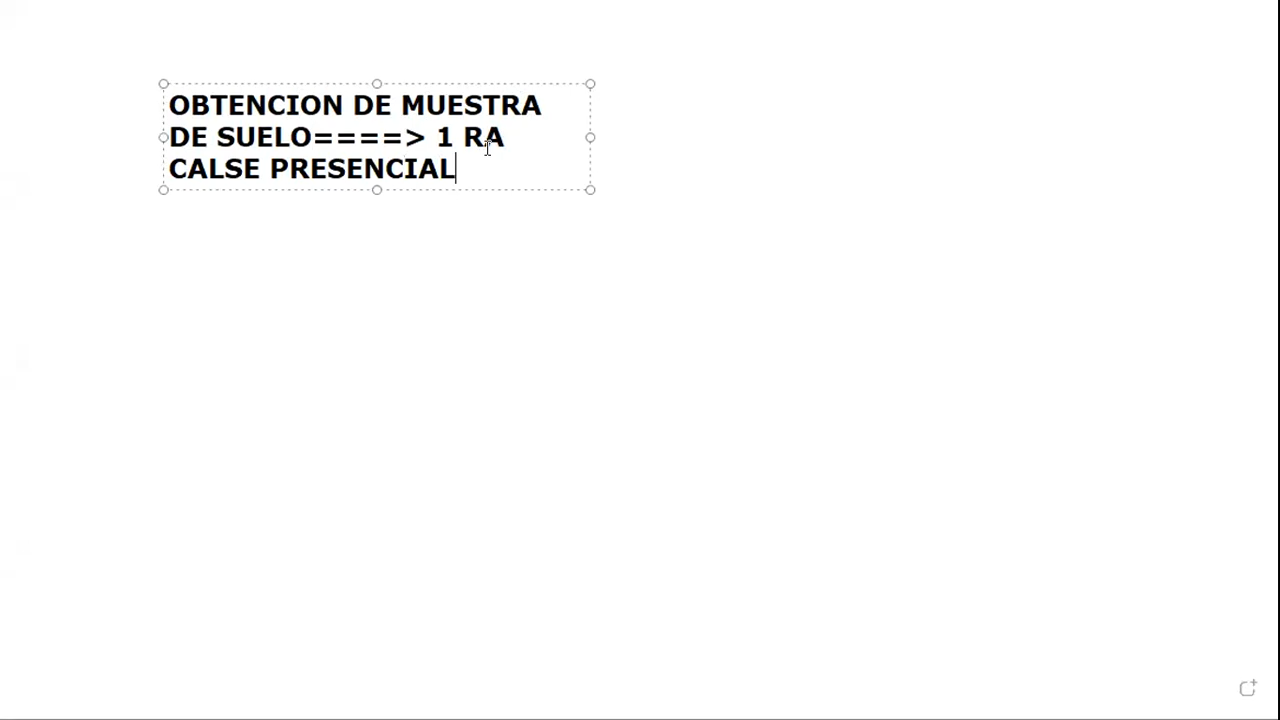 OBTENCION DE MUESTRA
DE SUELO====> 1 RA
CALSE PRESENCIAL